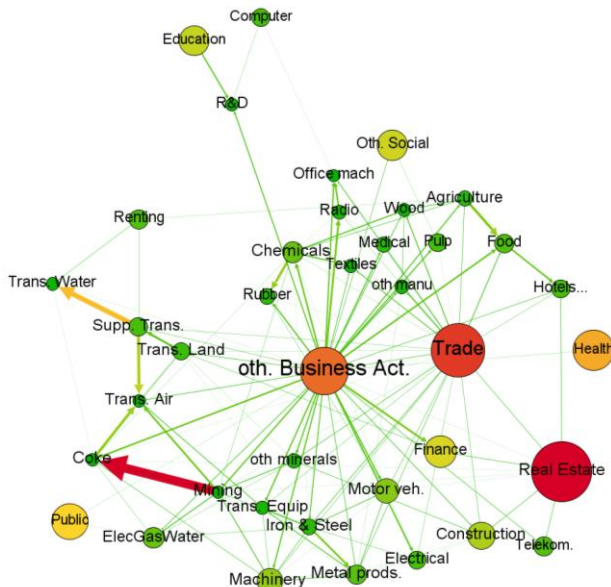 Computer
Education
R&D
Oth. Social
Office mach
Agriculture
Radio
Wood
Renting
Chemicals
Medical
Pulp
Food
Textiles
Trans. Water
Rubber
oth manu.
Hotels...
Supp. Trans.
Trans. Land
Trade
Health
oth. Business Act.
Trans. Air
Finance
Coke
oth minerals
Real Estate
Mining
Motor veh.
Trans. Equip
Public
Iron & Steel
ElecGasWater
Construction
Telekom.
Electrical
Machinery
Metal prods.